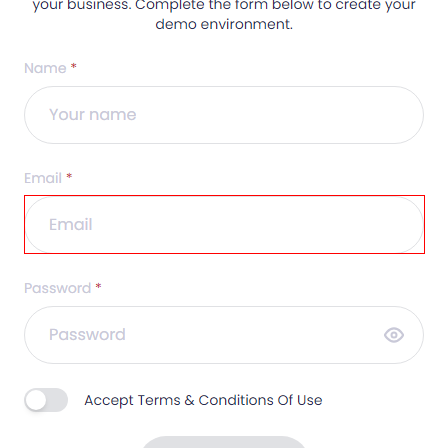 your business. Complete the form below to create your
demo environment.
Name *
Your name
Email *
Email
Password *
Password
Accept Terms & Conditions Of Use